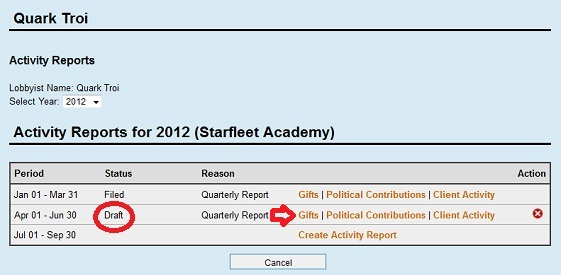 Quark Troi
Activity Reports
Lobbyist Name: Quark Troi
Select Year: 2012
Activity Reports for 2012 (Starfleet Academy)
Period Status Reason Action
Jan 01 - Mar 31 Filed Quarterly Report Gifts | Political Contributions | Client Activity
Apr 01 - Jun 30 Draft Quarterly Report Gifts | Political Contributions | Client Activity
Jul 01 - Sep 30 Create Activity Report
Cancel